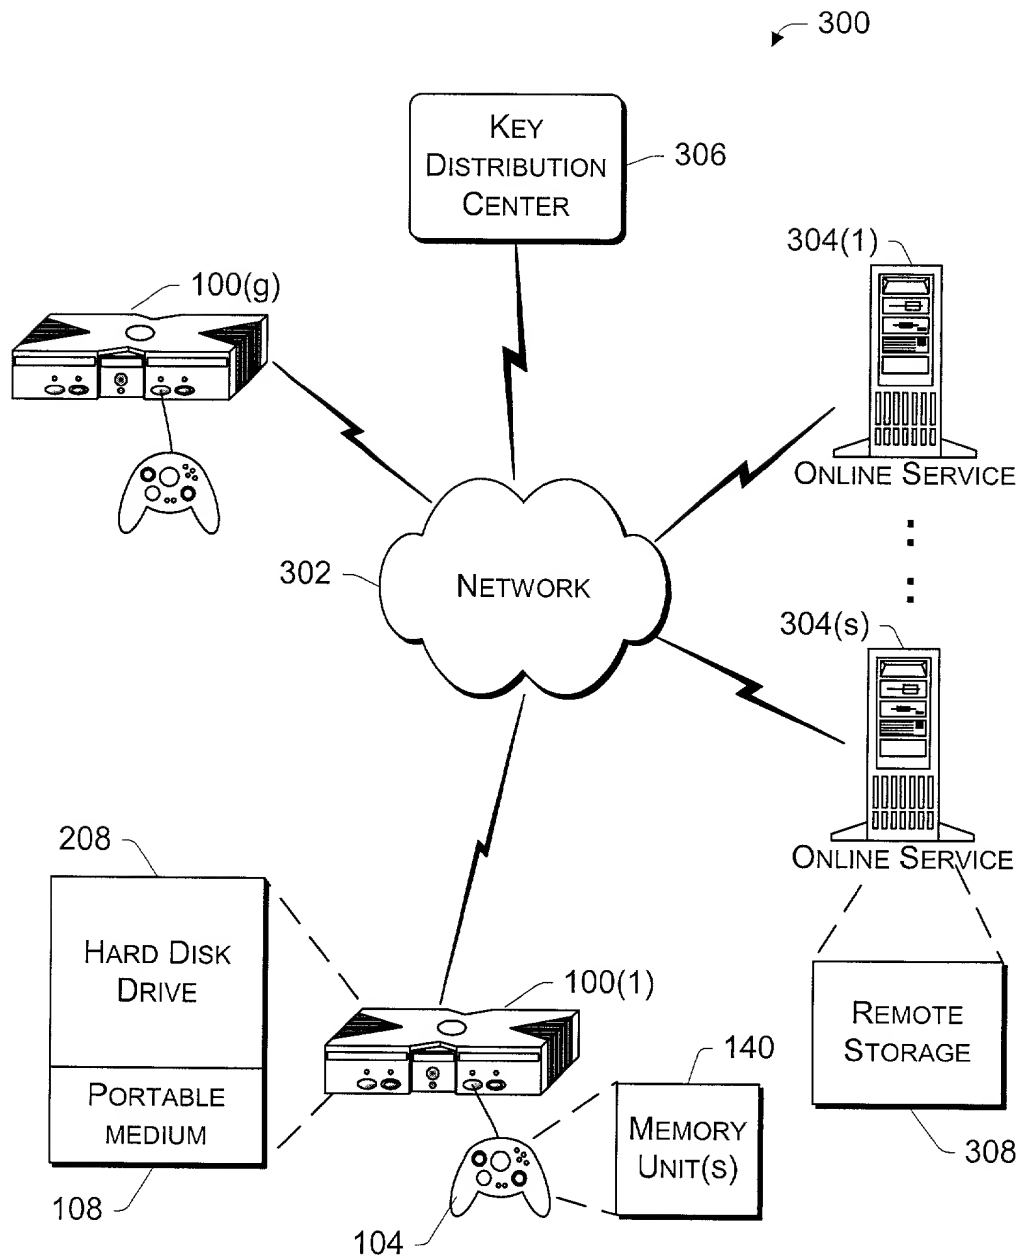 300
KEY
DISTRIBUTION
CENTER
306
304(1)
100(g)
ONLINE SERVICE
302
NETWORK
304(s)
ONLINE SERVICE
208
HARD DISK
DRIVE
PORTABLE
MEDIUM
108
100(1)
140
MEMORY
UNIT(S)
104
REMOTE
STORAGE
308